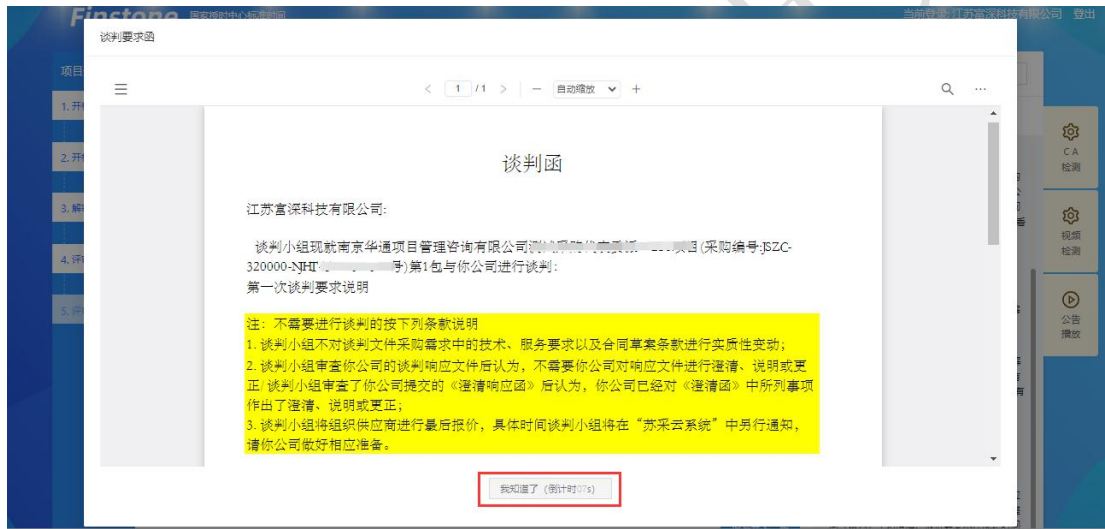 Finstone 国家授时中心标准时间
当前登录:江苏富深科技有限公司 登出
谈判要求函
项目
1. 开
2. 开
3. 解
4. 评
5. 评
1 /1
自动缩放
谈判函
江苏富深科技有限公司:
谈判小组现就南京华通项目管理咨询有限公司 项目(采购编号:JSZC-
320000-NJHT- 号)第1包与你公司进行谈判:
第一次谈判要求说明
注: 不需要进行谈判的按下列条款说明
1. 谈判小组不对谈判文件采购需求中的技术、服务要求以及合同草案条款进行实质性变动;
2. 谈判小组审查你公司的谈判响应文件后认为, 不需要你公司对响应文件进行澄清、说明或更
正/谈判小组审查了你公司提交的《澄清响应函》后认为, 你公司已经对《澄清函》中所列事项
作出了澄清、说明或更正;
3. 谈判小组将组织供应商进行最后报价, 具体时间谈判小组将在“苏采云系统”中另行通知,
请你公司做好相应准备。
我知道了 (倒计时07s)
CA
检测
视频
检测
公告
播放